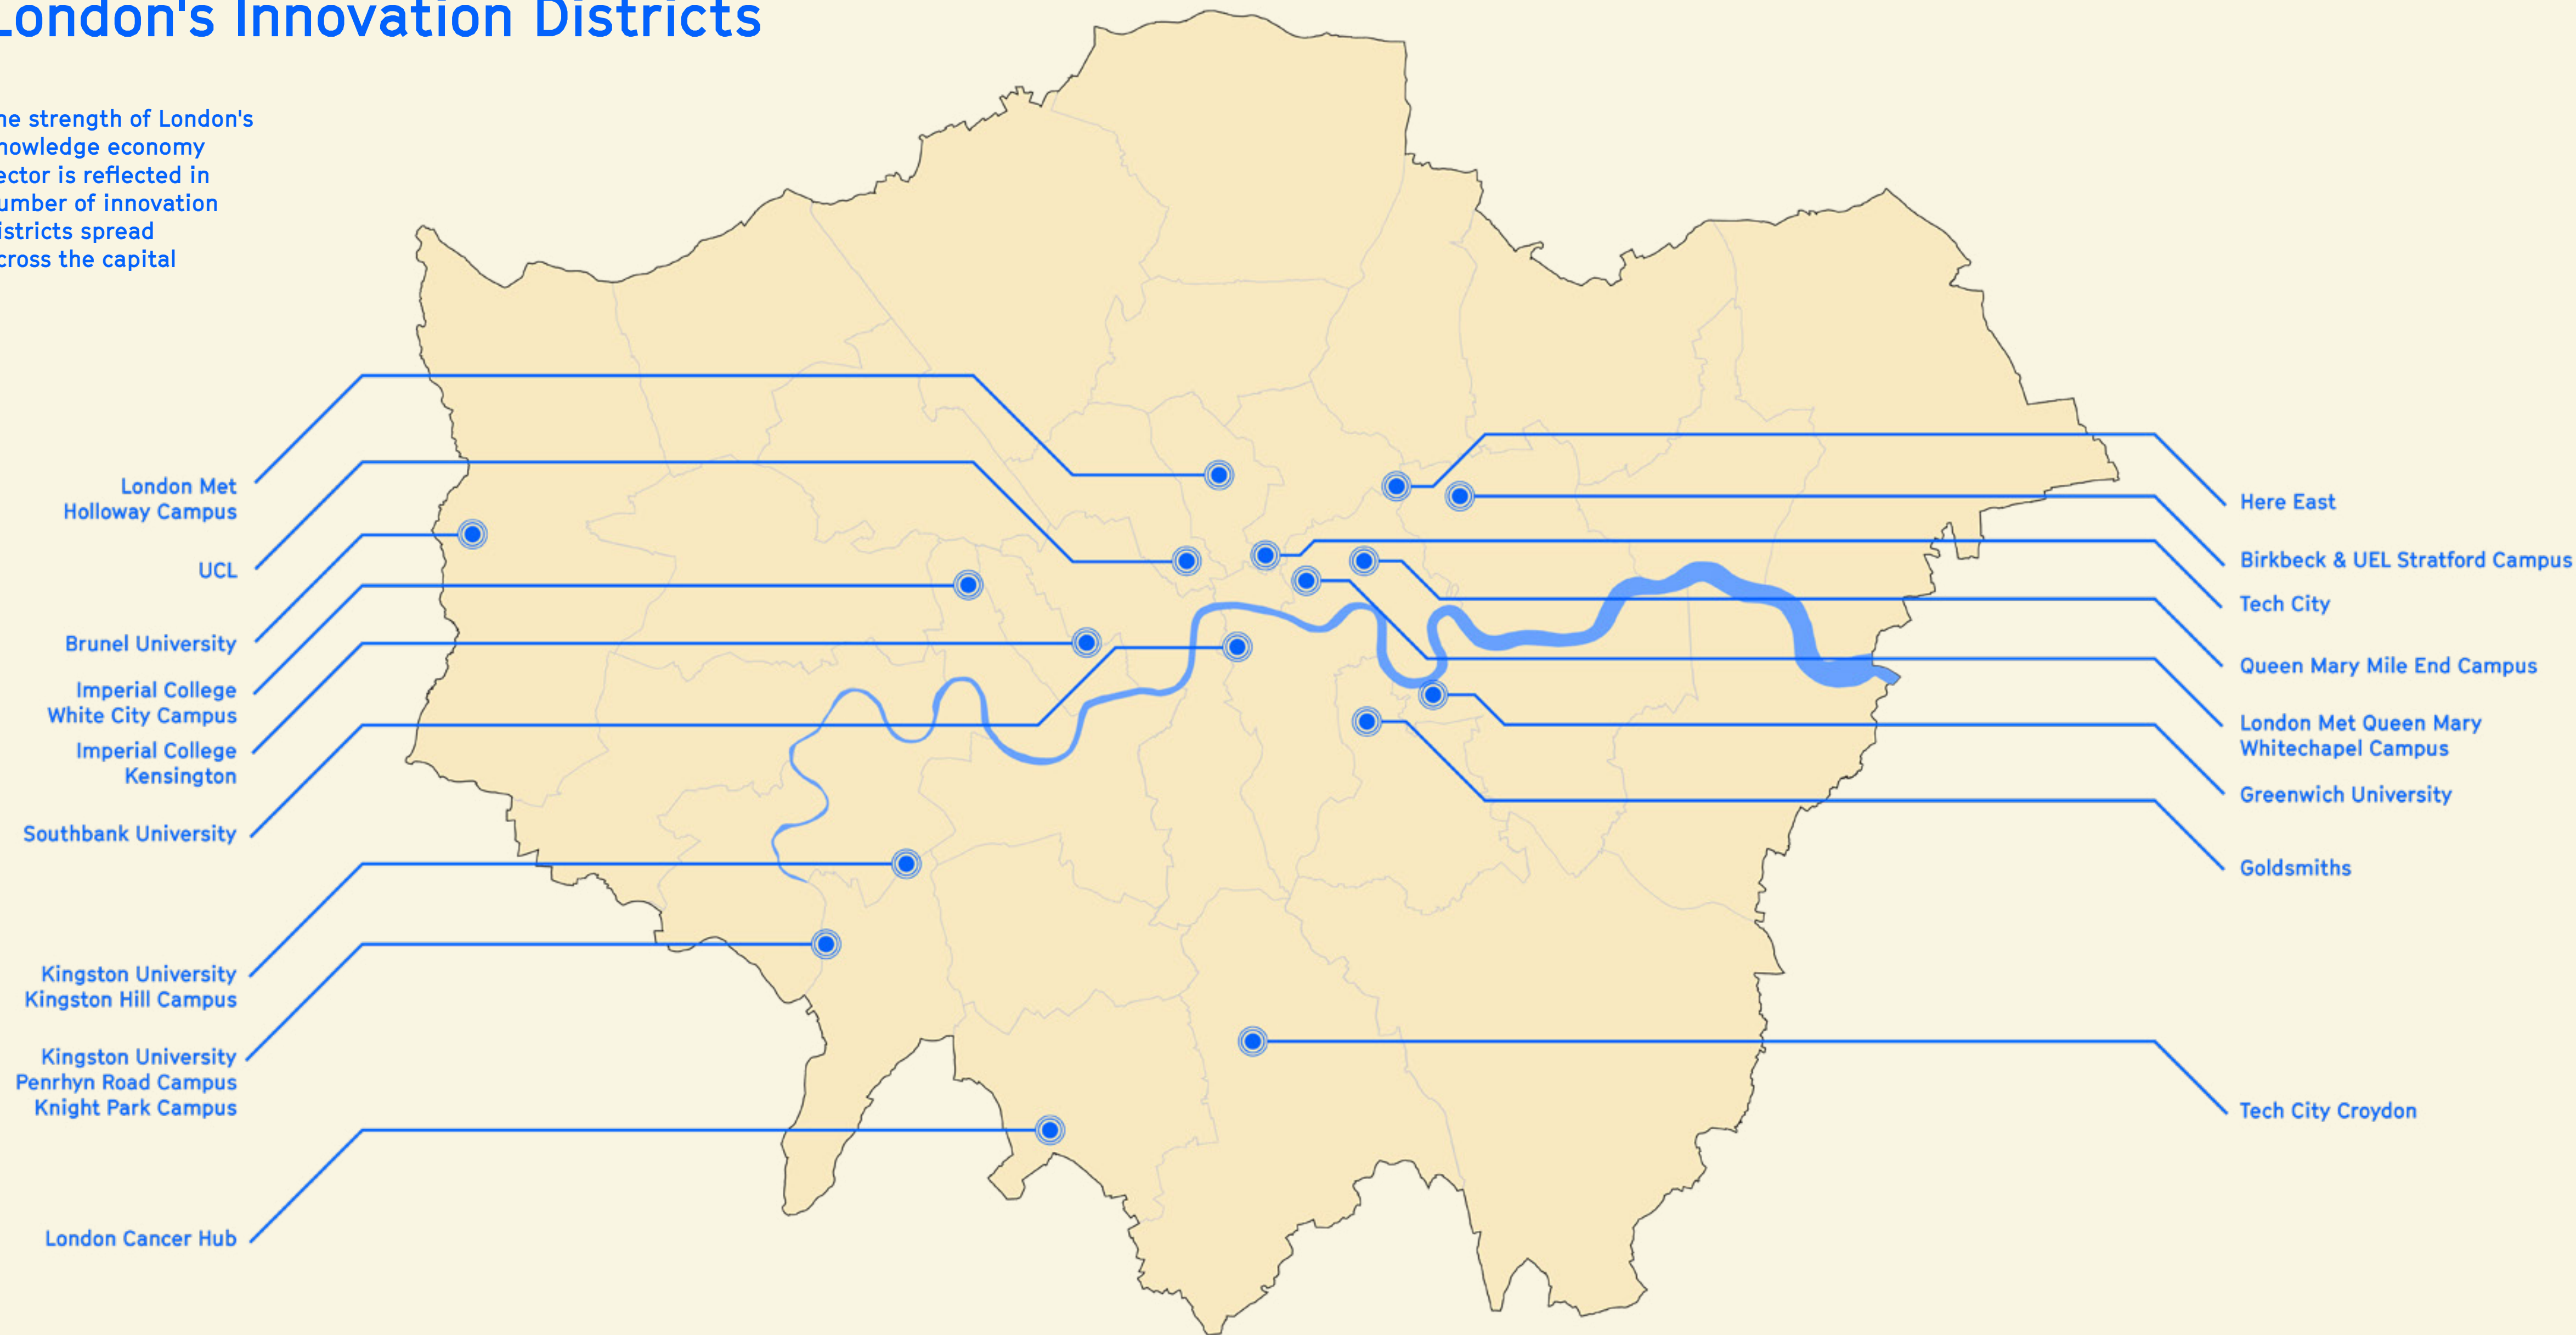 London's Innovation Districts
he strength of London's
nowledge economy
ector is reflected in
umber of innovation
istricts spread
cross the capital
London Met
Holloway Campus
UCL
Brunel University
Imperial College
White City Campus
Imperial College
Kensington
Southbank University
Kingston University
Kingston Hill Campus
Kingston University
Penrhyn Road Campus
Knight Park Campus
London Cancer Hub
Here East
Birkbeck & UEL Stratford Campus
Tech City
Queen Mary Mile End Campus
London Met Queen Mary
Whitechapel Campus
Greenwich University
Goldsmiths
Tech City Croydon